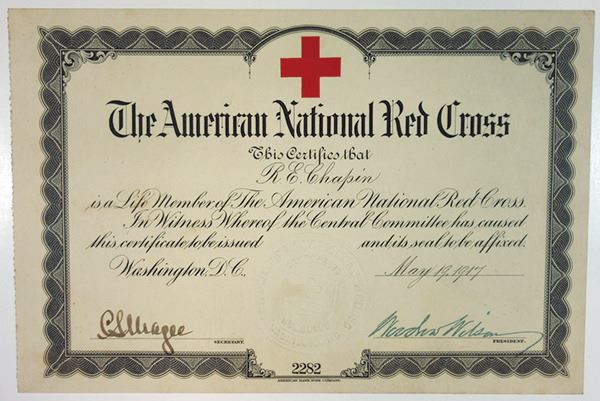 The American National Red Cross
This Certifies that
R.E. Chapin
is a Life Member of The American National Red Cross.
In Witness Whereof the Central Committee has caused
this certificate to be issued and its seal to be affixed.
Washington, D.C., May 19, 1917
C L Magee Woodrow Wilson
SECRETARY. PRESIDENT.
2282
AMERICAN BANK NOTE COMPANY.